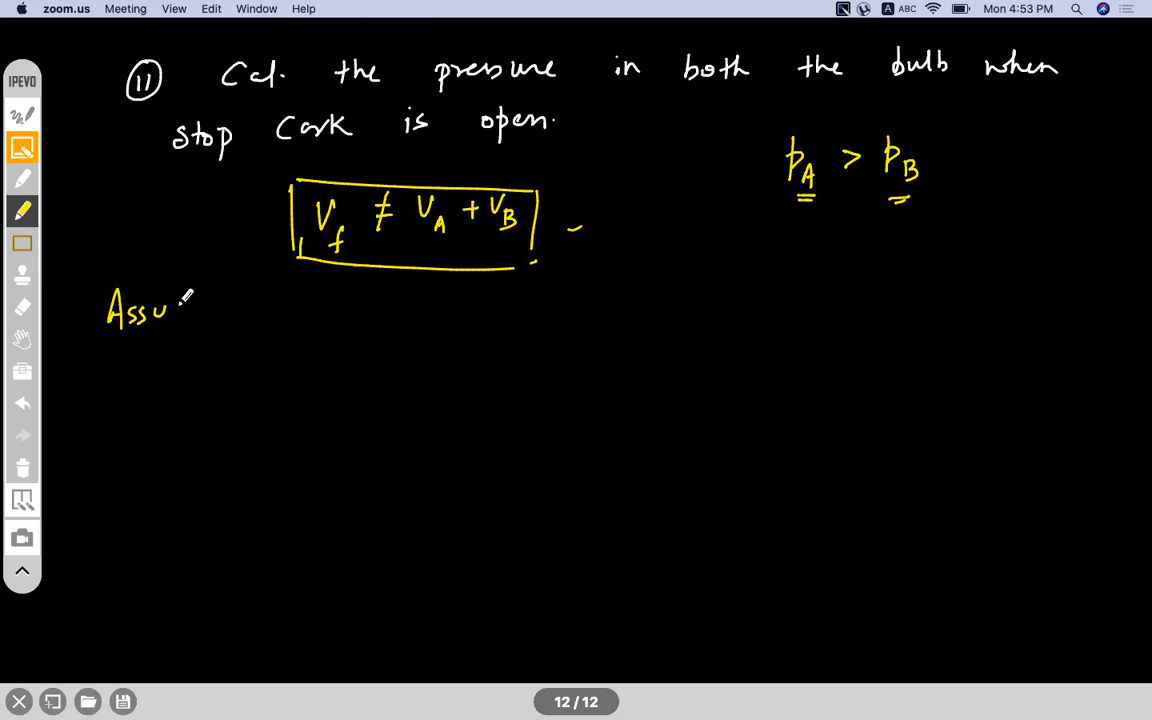 zoom.us Meeting View Edit Window Help A ABC Mon 4:53 PM
IPEVO
11 Cal. the pressure in both the bulb when
stop Cork is open.
pA > pB
Vf ≠ VA + VB
Assu
12 / 12